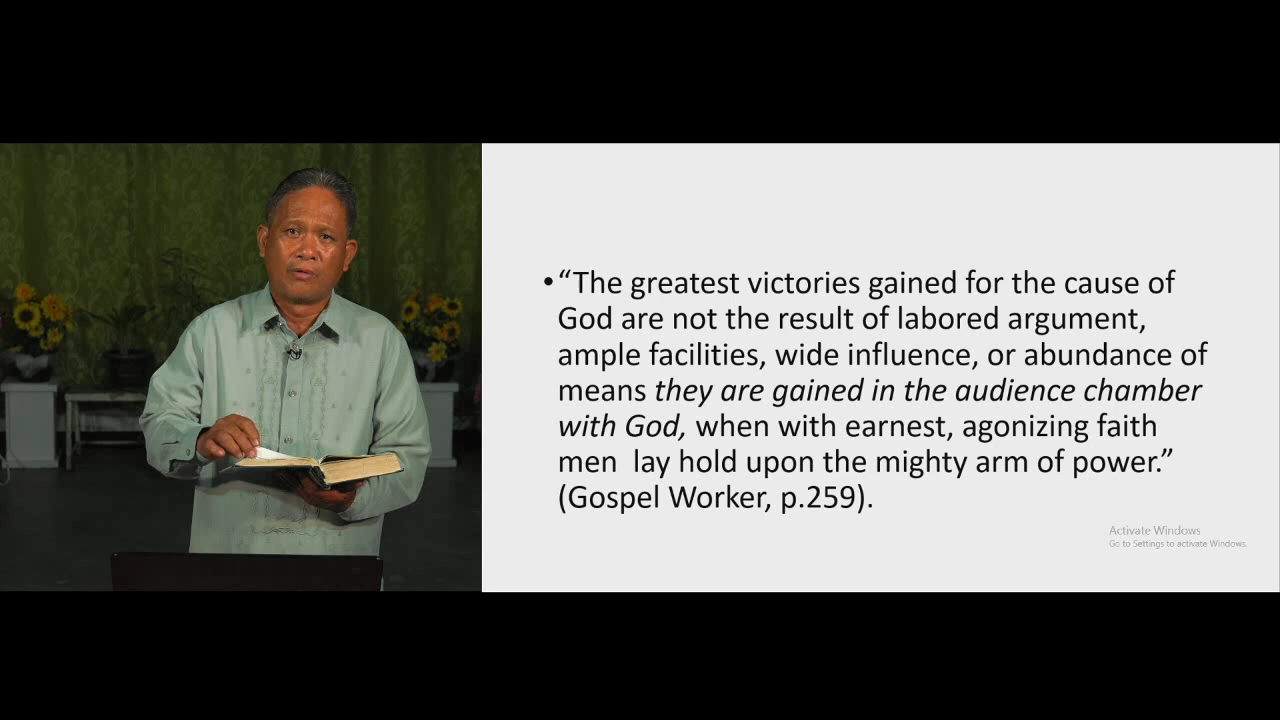 • “The greatest victories gained for the cause of
God are not the result of labored argument,
ample facilities, wide influence, or abundance of
means they are gained in the audience chamber
with God, when with earnest, agonizing faith
men  lay hold upon the mighty arm of power.”
(Gospel Worker, p.259).
Activate Windows
Go to Settings to activate Windows.